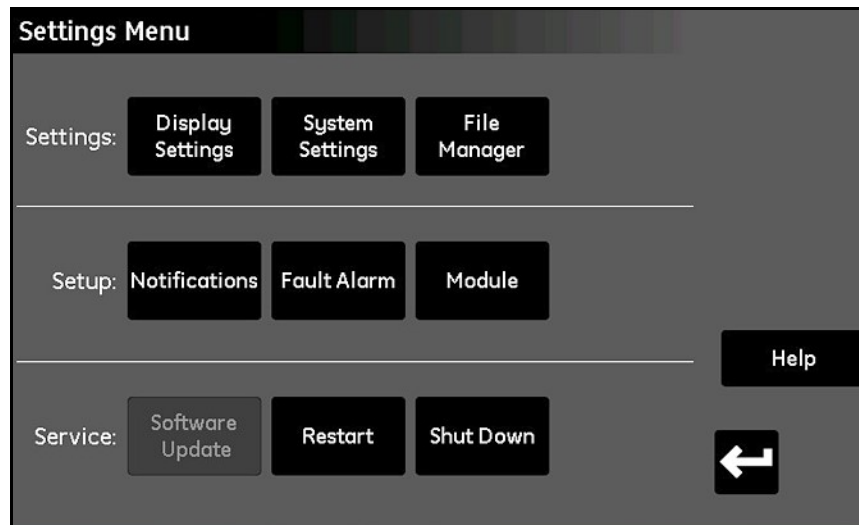 Settings Menu
Settings:
Display
Settings
System
Settings
File
Manager
Setup:
Notifications
Fault Alarm
Module
Help
Service:
Software
Update
Restart
Shut Down